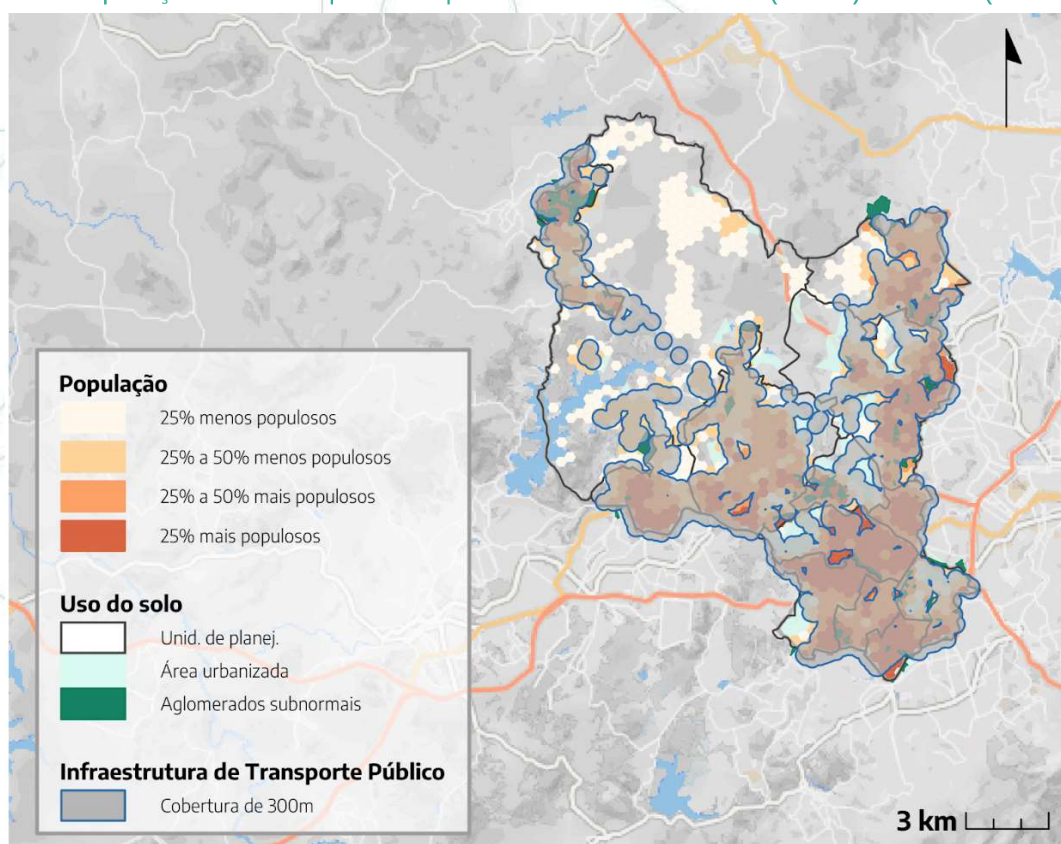 População
25% menos populosos
25% a 50% menos populosos
25% a 50% mais populosos
25% mais populosos
Uso do solo
Unid. de planej.
Área urbanizada
Aglomerados subnormais
Infraestrutura de Transporte Público
Cobertura de 300m
3 km